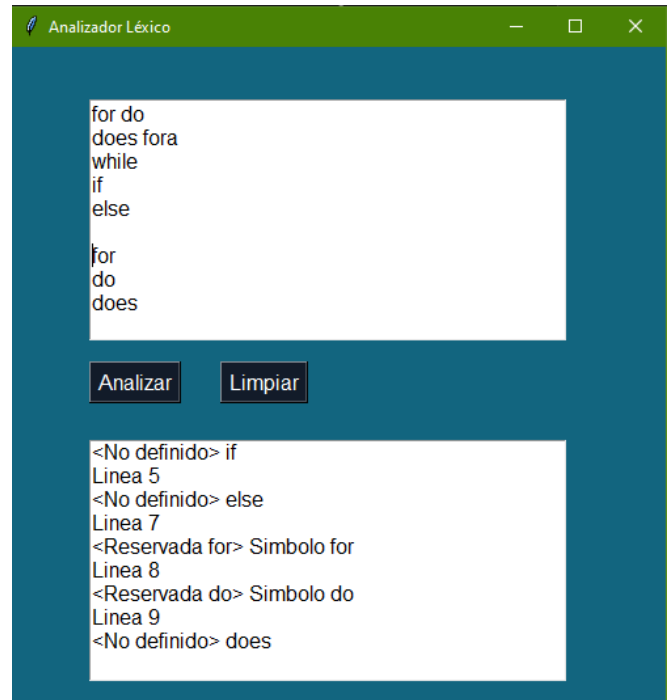 Analizador Léxico
for do
does fora
while
if
else
for
do
does
Analizar Limpiar
<No definido> if
Linea 5
<No definido> else
Linea 7
<Reservada for> Simbolo for
Linea 8
<Reservada do> Simbolo do
Linea 9
<No definido> does